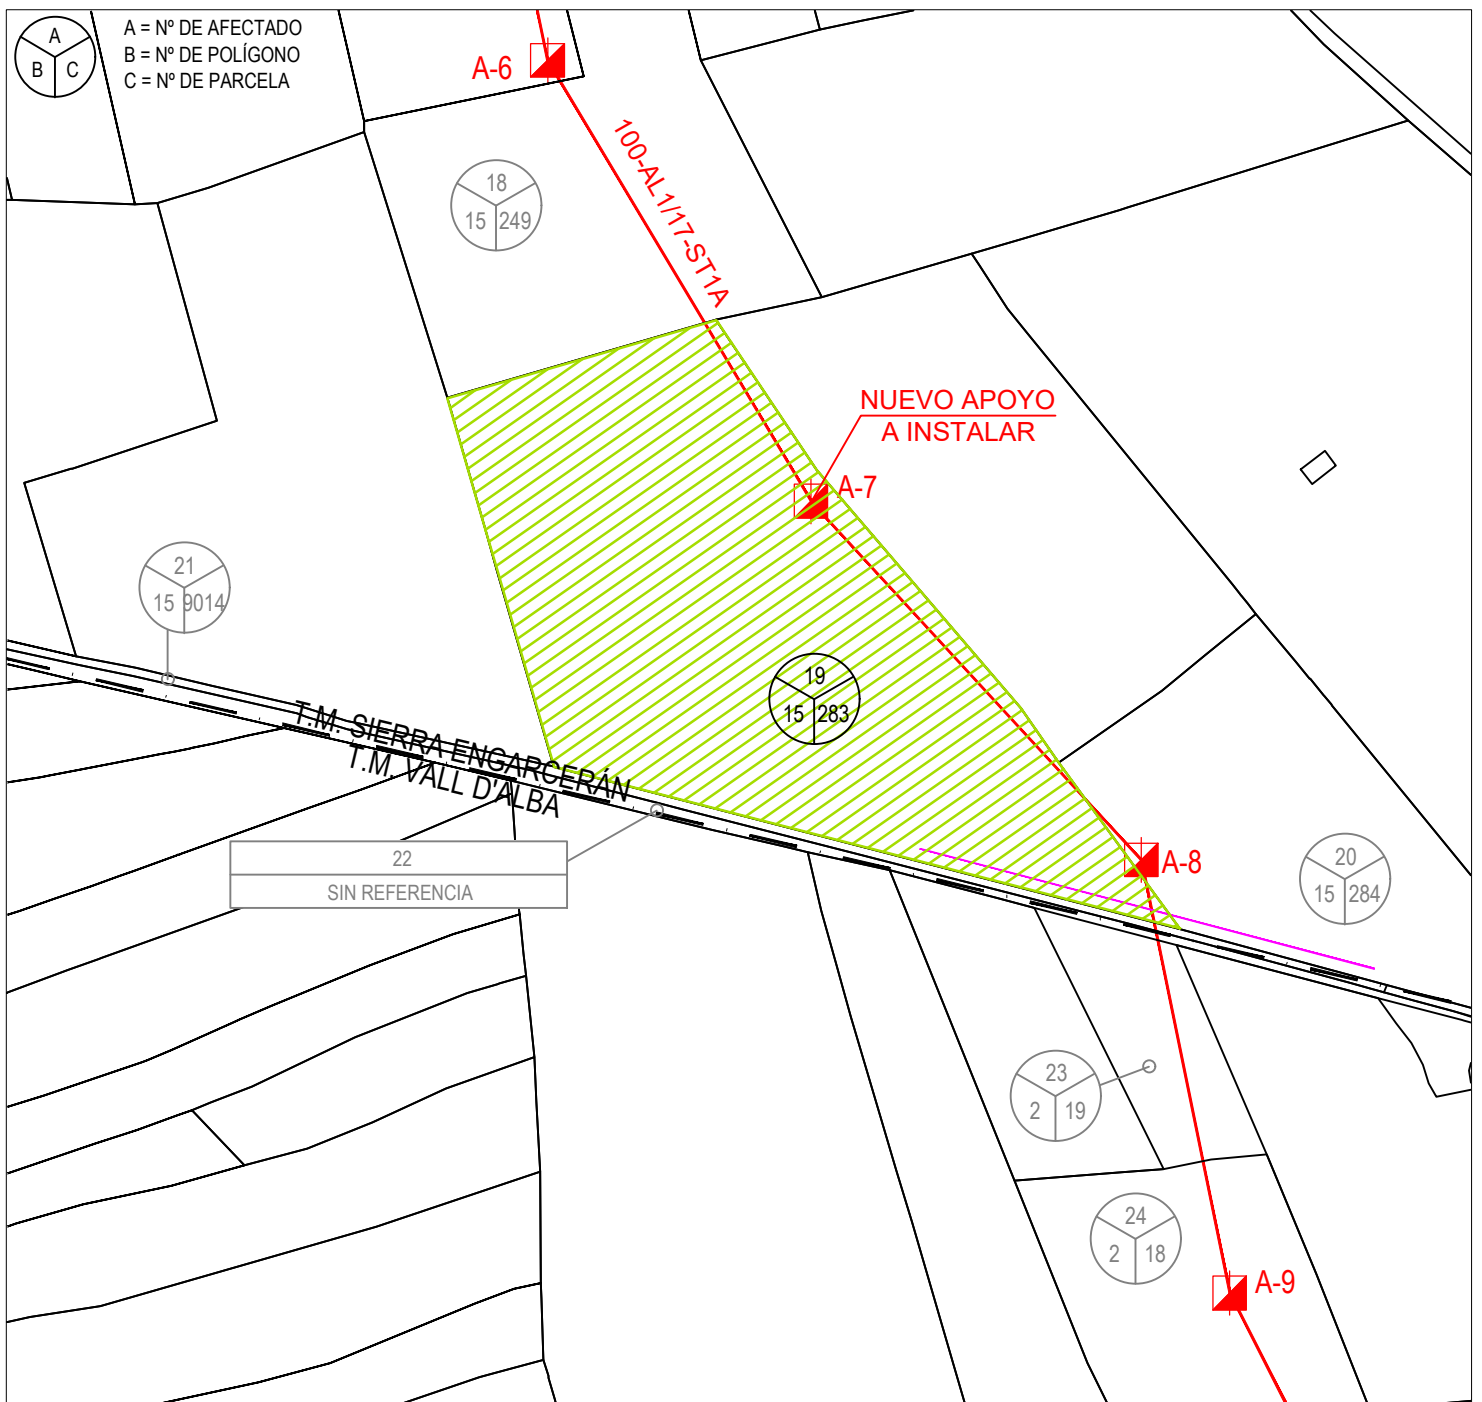 A
B C
A = Nº DE AFECTADO
B = Nº DE POLÍGONO
C = Nº DE PARCELA
A-6
100-AL1/17-ST1A
18
15 249
NUEVO APOYO
A INSTALAR
A-7
21
15 9014
19
15 283
T.M. SIERRA ENGARCERÁN
T.M. VALL D'ALBA
22
SIN REFERENCIA
A-8
20
15 284
23
2 19
24
2 18
A-9